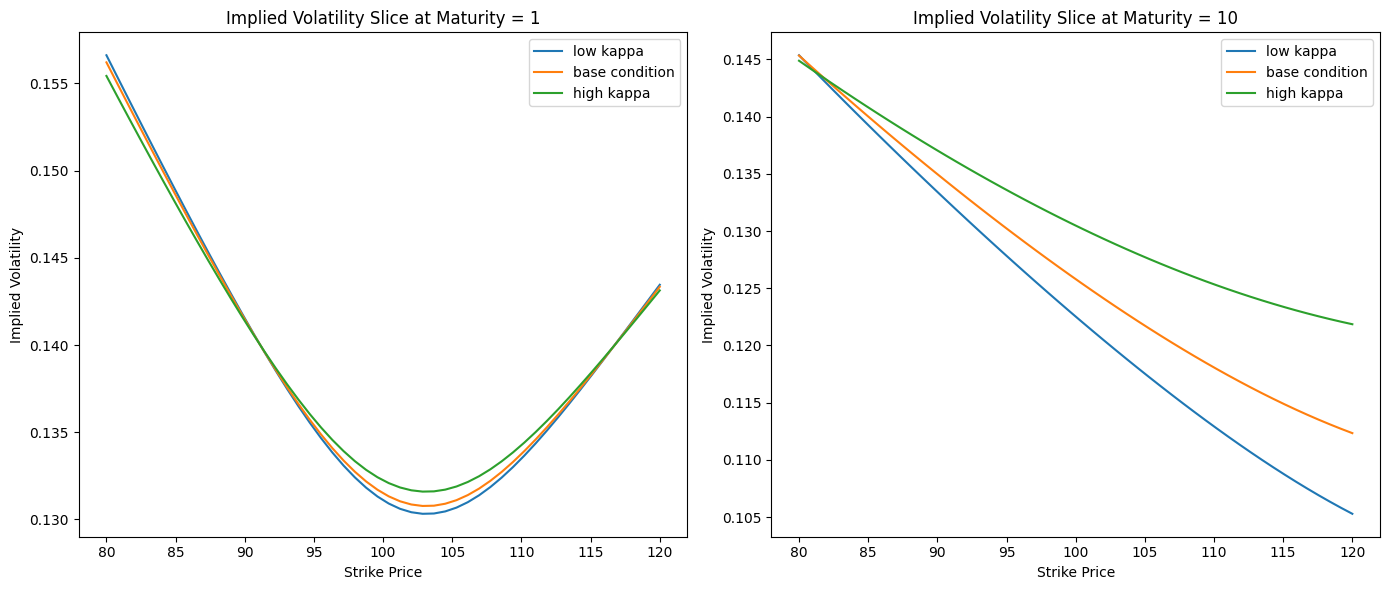 Implied Volatility Slice at Maturity = 1
low kappa
base condition
high kappa
0.155
0.150
0.145
0.140
0.135
0.130
Implied Volatility
80 85 90 95 100 105 110 115 120
Strike Price
Implied Volatility Slice at Maturity = 10
low kappa
base condition
high kappa
0.145
0.140
0.135
0.130
0.125
0.120
0.115
0.110
0.105
Implied Volatility
80 85 90 95 100 105 110 115 120
Strike Price